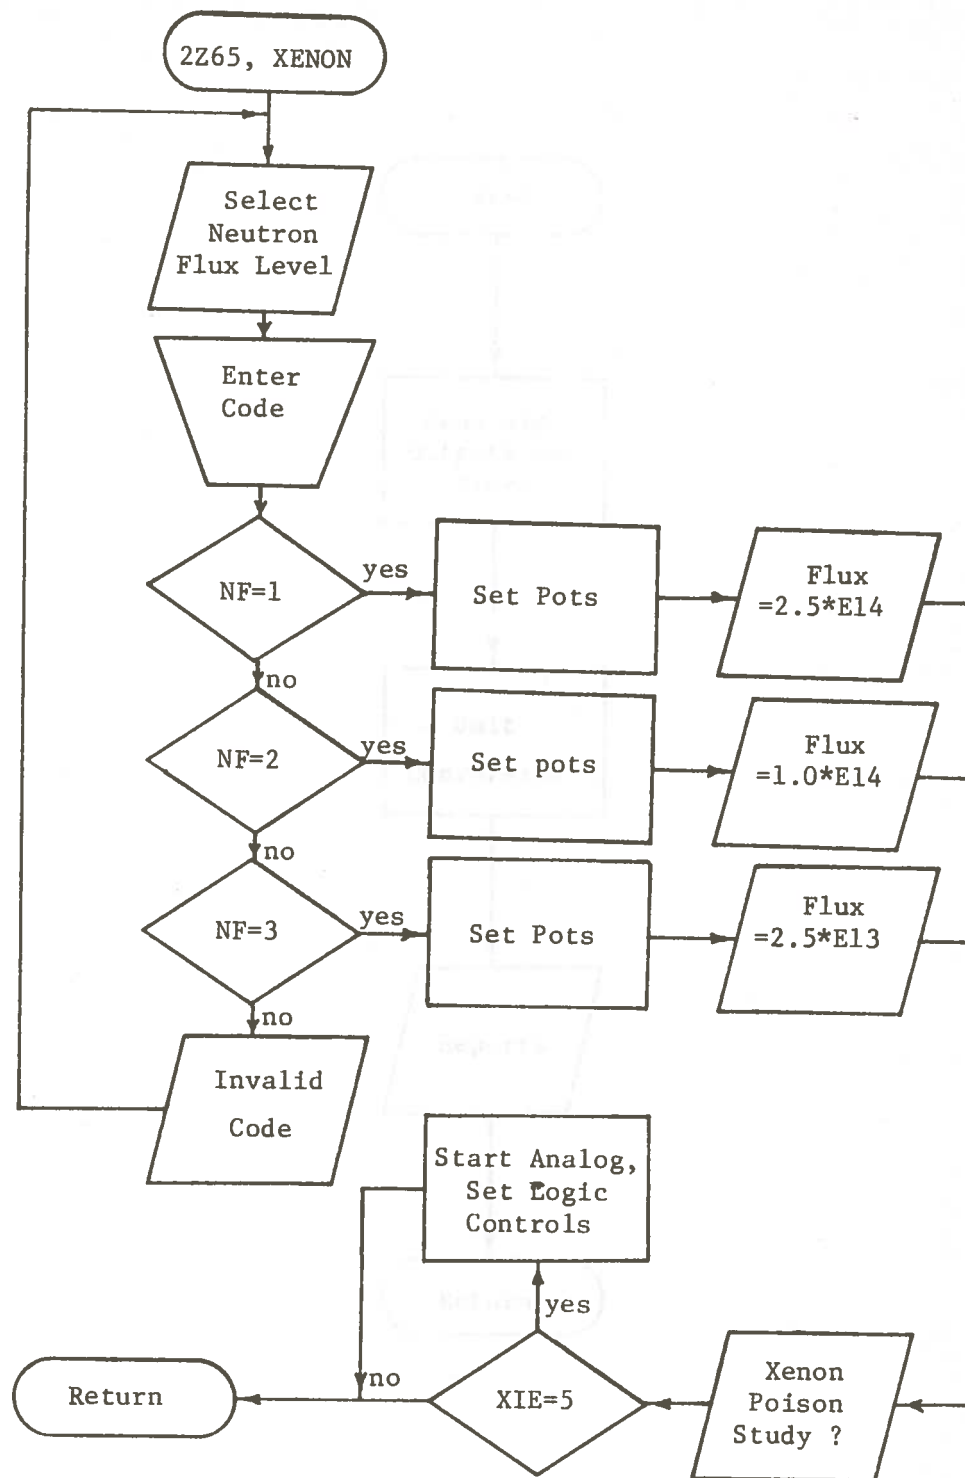 2Z65, XENON
Select
Neutron
Flux Level
Enter
Code
NF=1
yes
Set Pots
Flux
=2.5*E14
no
NF=2
yes
Set pots
Flux
=1.0*E14
no
NF=3
yes
Set Pots
Flux
=2.5*E13
no
Invalid
Code
Start Analog,
Set Logic
Controls
yes
Xenon
Poison
Study ?
XIE=5
no
Return